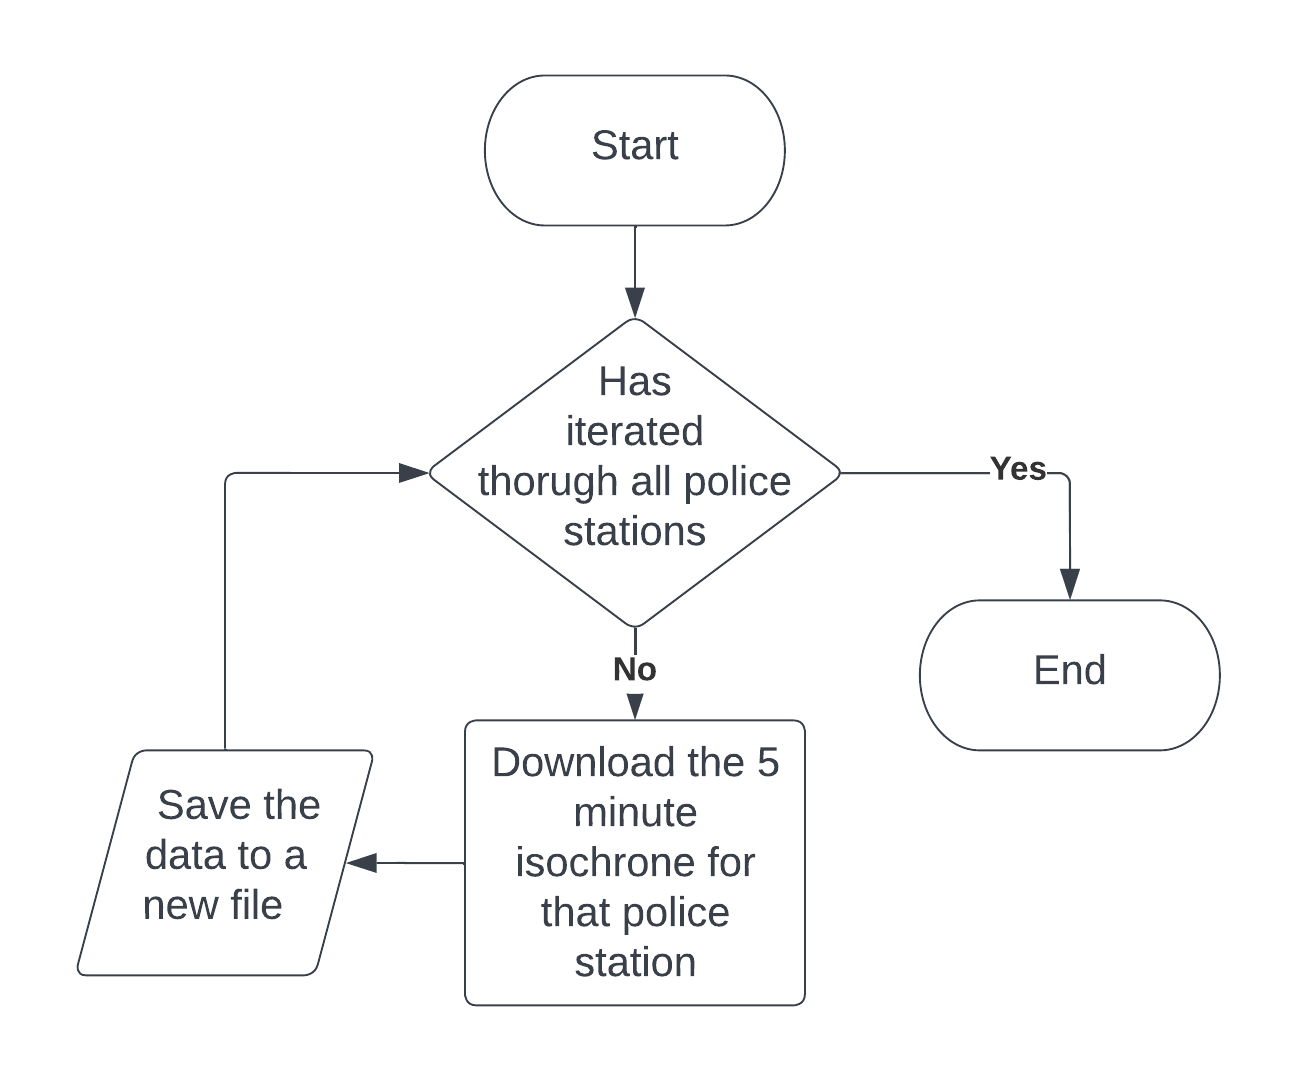 Start
Has
iterated
thorugh all police
stations
Yes
No
End
Download the 5
minute
isochrone for
that police
station
Save the
data to a
new file